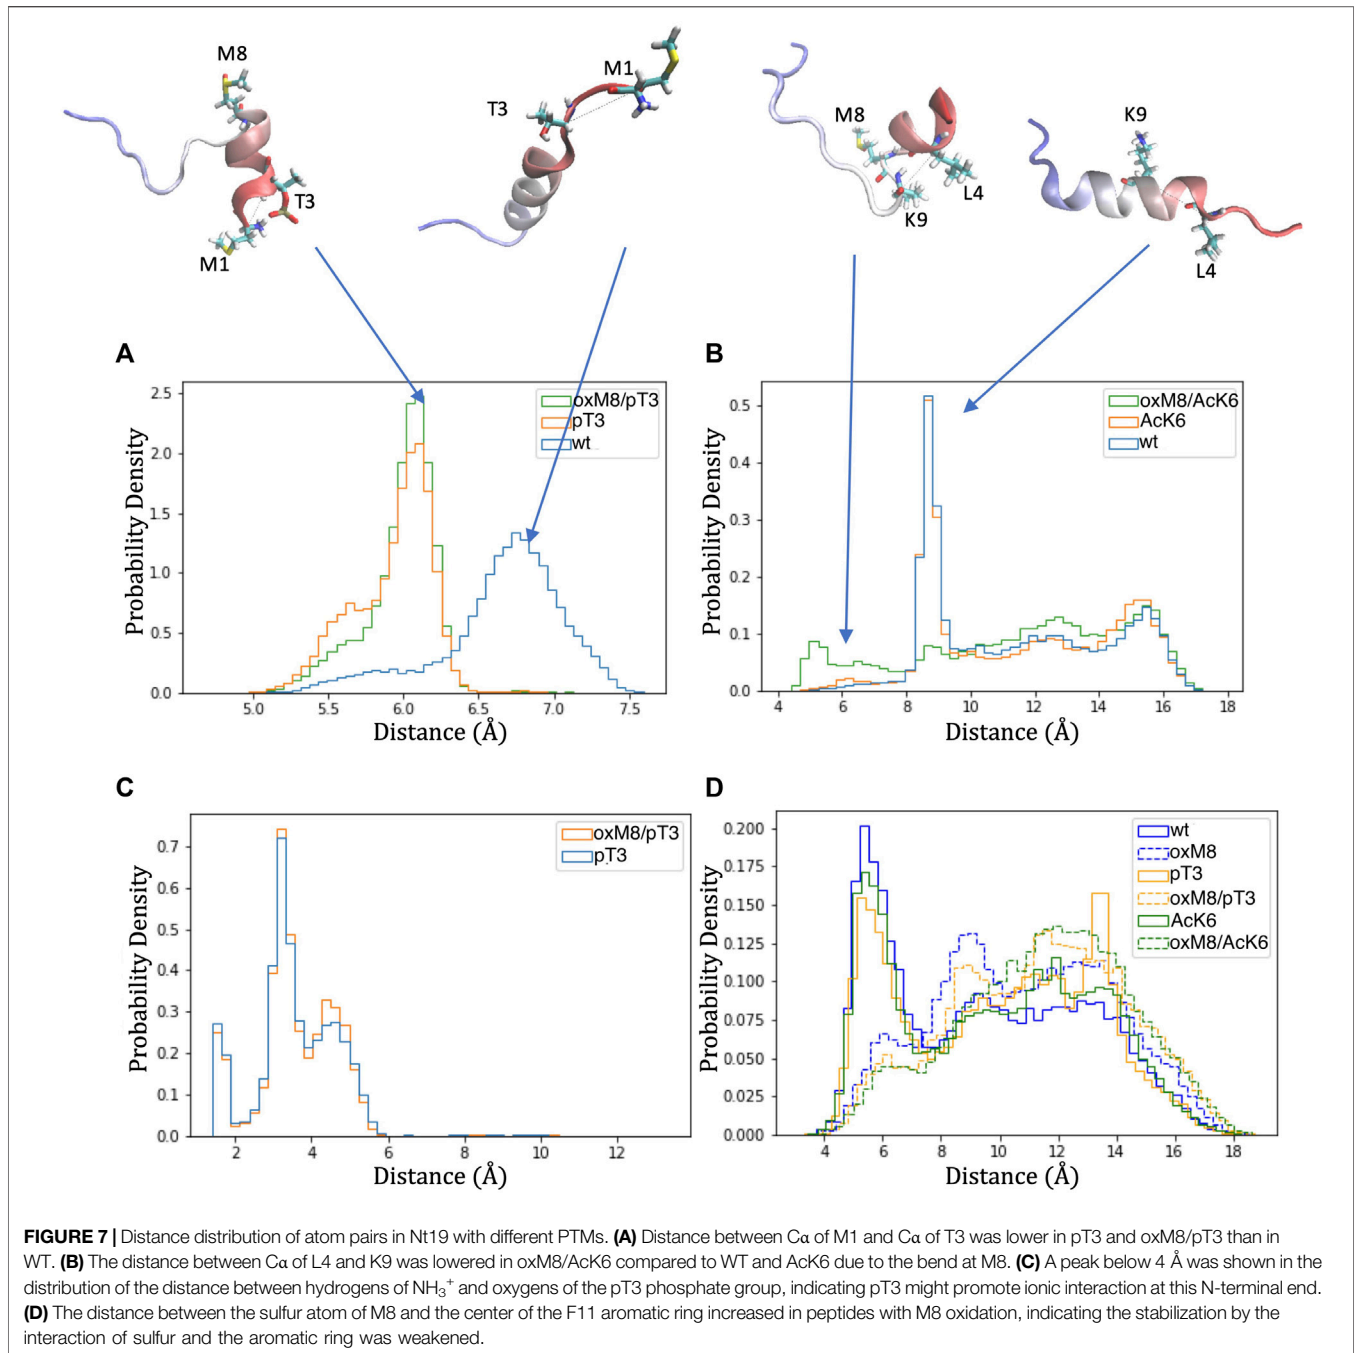 M8
T3
M1
M1
T3
M8
K9
L4
K9
L4
A
2.5
2.0
1.5
1.0
0.5
0.0
Probability Density
oxM8/pT3
pT3
wt
5.0 5.5 6.0 6.5 7.0 7.5
Distance (Å)
B
0.5
0.4
0.3
0.2
0.1
0.0
Probability Density
oxM8/AcK6
AcK6
wt
4 6 8 10 12 14 16 18
Distance (Å)
C
0.7
0.6
0.5
0.4
0.3
0.2
0.1
0.0
Probability Density
oxM8/pT3
pT3
2 4 6 8 10 12
Distance (Å)
D
0.200
0.175
0.150
0.125
0.100
0.075
0.050
0.025
0.000
Probability Density
wt
oxM8
pT3
oxM8/pT3
AcK6
oxM8/AcK6
4 6 8 10 12 14 16 18
Distance (Å)
FIGURE 7 | Distance distribution of atom pairs in Nt19 with different PTMs. (A) Distance between Cα of M1 and Cα of T3 was lower in pT3 and oxM8/pT3 than in
WT. (B) The distance between Cα of L4 and K9 was lowered in oxM8/AcK6 compared to WT and AcK6 due to the bend at M8. (C) A peak below 4 Å was shown in the
distribution of the distance between hydrogens of NH₃⁺ and oxygens of the pT3 phosphate group, indicating pT3 might promote ionic interaction at this N-terminal end.
(D) The distance between the sulfur atom of M8 and the center of the F11 aromatic ring increased in peptides with M8 oxidation, indicating the stabilization by the
interaction of sulfur and the aromatic ring was weakened.